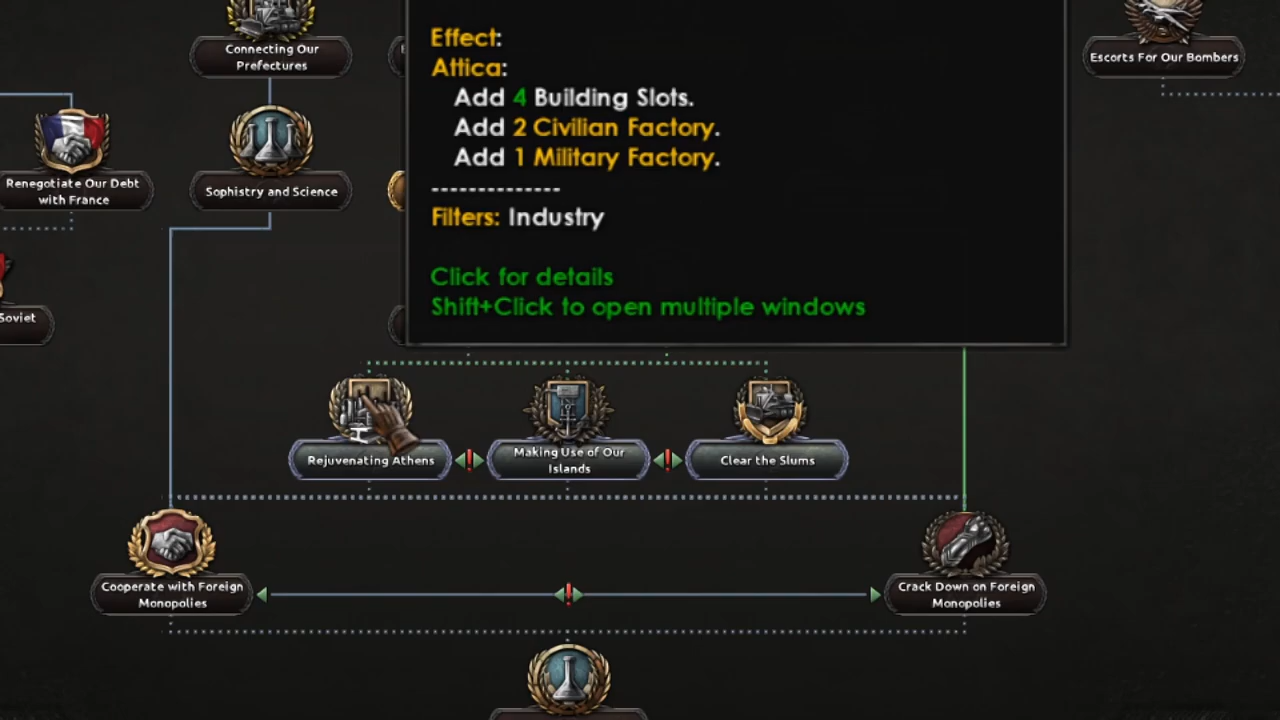 Connecting Our
Prefectures
Effect:
Attica:
Add 4 Building Slots.
Add 2 Civilian Factory.
Add 1 Military Factory.
--------------
Filters: Industry
Click for details
Shift+Click to open multiple windows
Escorts For Our Bombers
Renegotiate Our Debt
with France
Sophistry and Science
Soviet
Rejuvenating Athens
Making Use of Our
Islands
Clear the Slums
Cooperate with Foreign
Monopolies
Crack Down on Foreign
Monopolies